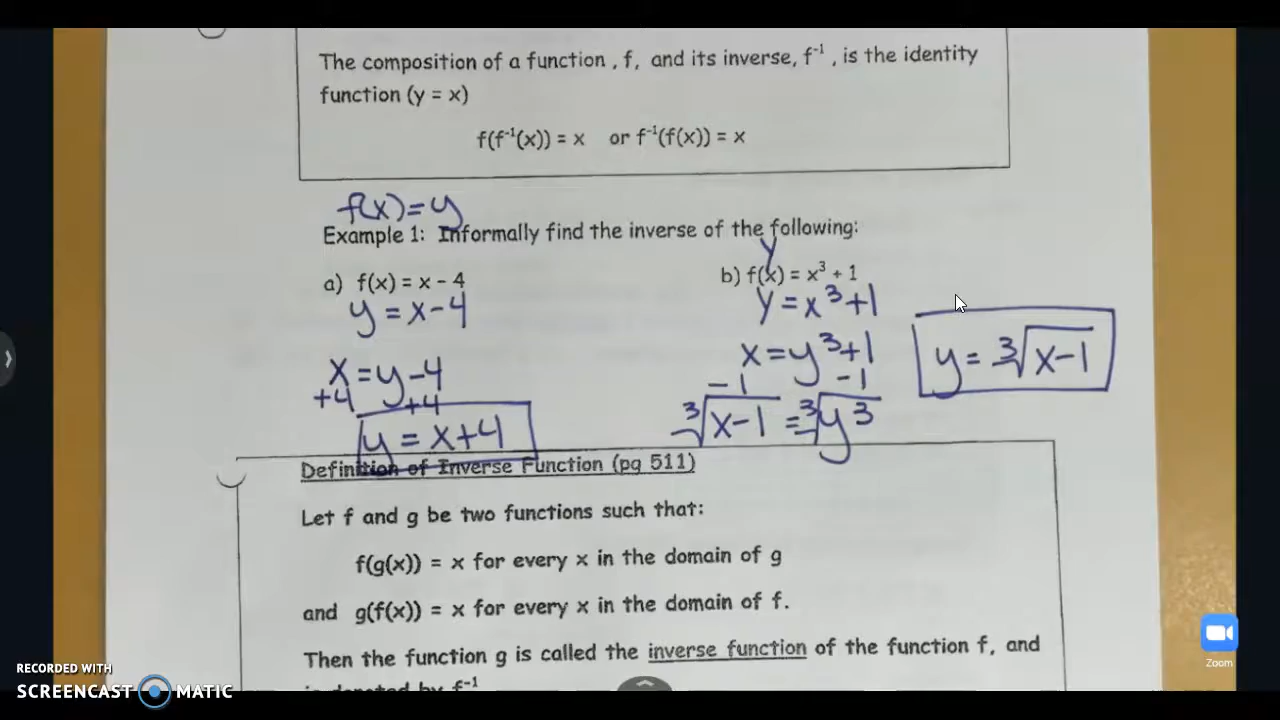 The composition of a function , f, and its inverse, f⁻¹ , is the identity
function (y = x)
f(f⁻¹(x)) = x or f⁻¹(f(x)) = x
f(x)=y
Example 1: Informally find the inverse of the following:
a) f(x) = x - 4
y = x-4
x = y-4
+4 +4
y = x+4
y
b) f(x) = x³ + 1
y = x³+1
x = y³+1
-1 -1
∛x-1 = ∛y³
y = ∛x-1
Definition of Inverse Function (pg 511)
Let f and g be two functions such that:
f(g(x)) = x for every x in the domain of g
and g(f(x)) = x for every x in the domain of f.
Then the function g is called the inverse function of the function f, and
is denoted by f⁻¹
RECORDED WITH
SCREENCAST MATIC
Zoom